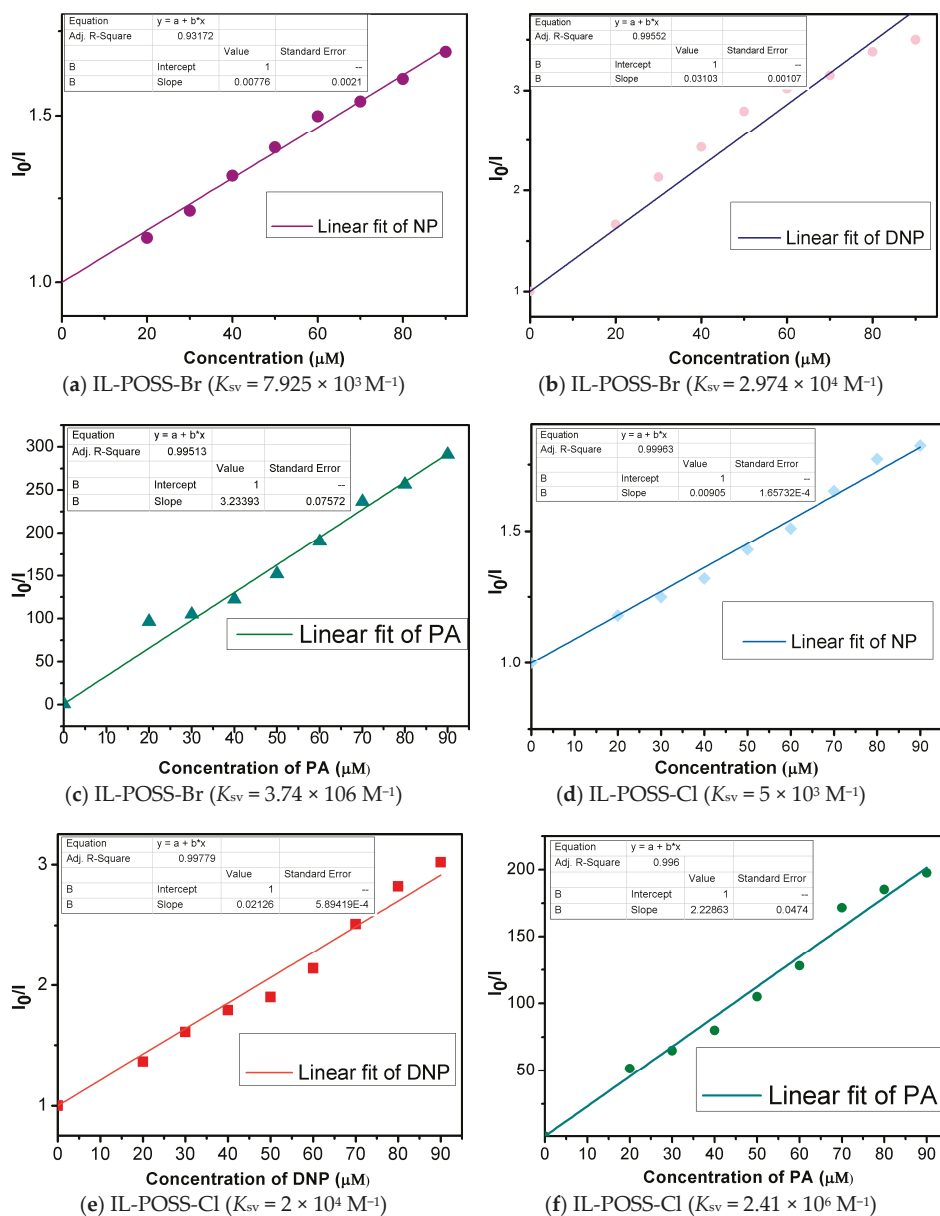 Equation y = a + b*x
Adj. R-Square 0.93172
Value Standard Error
B Intercept 1 --
B Slope 0.00776 0.0021
1.5
1.0
I0/I
Linear fit of NP
0 20 40 60 80
Concentration (μM)
(a) IL-POSS-Br (Ksv = 7.925 × 10³ M⁻¹)
Equation y = a + b*x
Adj. R-Square 0.99552
Value Standard Error
B Intercept 1 --
B Slope 0.03103 0.00107
3
2
1
I0/I
Linear fit of DNP
0 20 40 60 80
Concentration (μM)
(b) IL-POSS-Br (Ksv = 2.974 × 10⁴ M⁻¹)
Equation y = a + b*x
Adj. R-Square 0.99513
Value Standard Error
B Intercept 1 --
B Slope 3.23393 0.07572
300
250
200
150
100
50
0
I0/I
Linear fit of PA
0 10 20 30 40 50 60 70 80 90
Concentration of PA (μM)
(c) IL-POSS-Br (Ksv = 3.74 × 106 M⁻¹)
Equation y = a + b*x
Adj. R-Square 0.99963
Value Standard Error
B Intercept 1 --
B Slope 0.00905 1.65732E-4
1.5
1.0
I0/I
Linear fit of NP
0 10 20 30 40 50 60 70 80 90
Concentration (μM)
(d) IL-POSS-Cl (Ksv = 5 × 10³ M⁻¹)
Equation y = a + b*x
Adj. R-Square 0.99779
Value Standard Error
B Intercept 1 --
B Slope 0.02126 5.89419E-4
3
2
1
I0/I
Linear fit of DNP
0 10 20 30 40 50 60 70 80 90
Concentration of DNP (μM)
(e) IL-POSS-Cl (Ksv = 2 × 10⁴ M⁻¹)
Equation y = a + b*x
Adj. R-Square 0.996
Value Standard Error
B Intercept 1 --
B Slope 2.22863 0.0474
200
150
100
50
I0/I
Linear fit of PA
0 10 20 30 40 50 60 70 80 90
Concentration of PA (μM)
(f) IL-POSS-Cl (Ksv = 2.41 × 10⁶ M⁻¹)